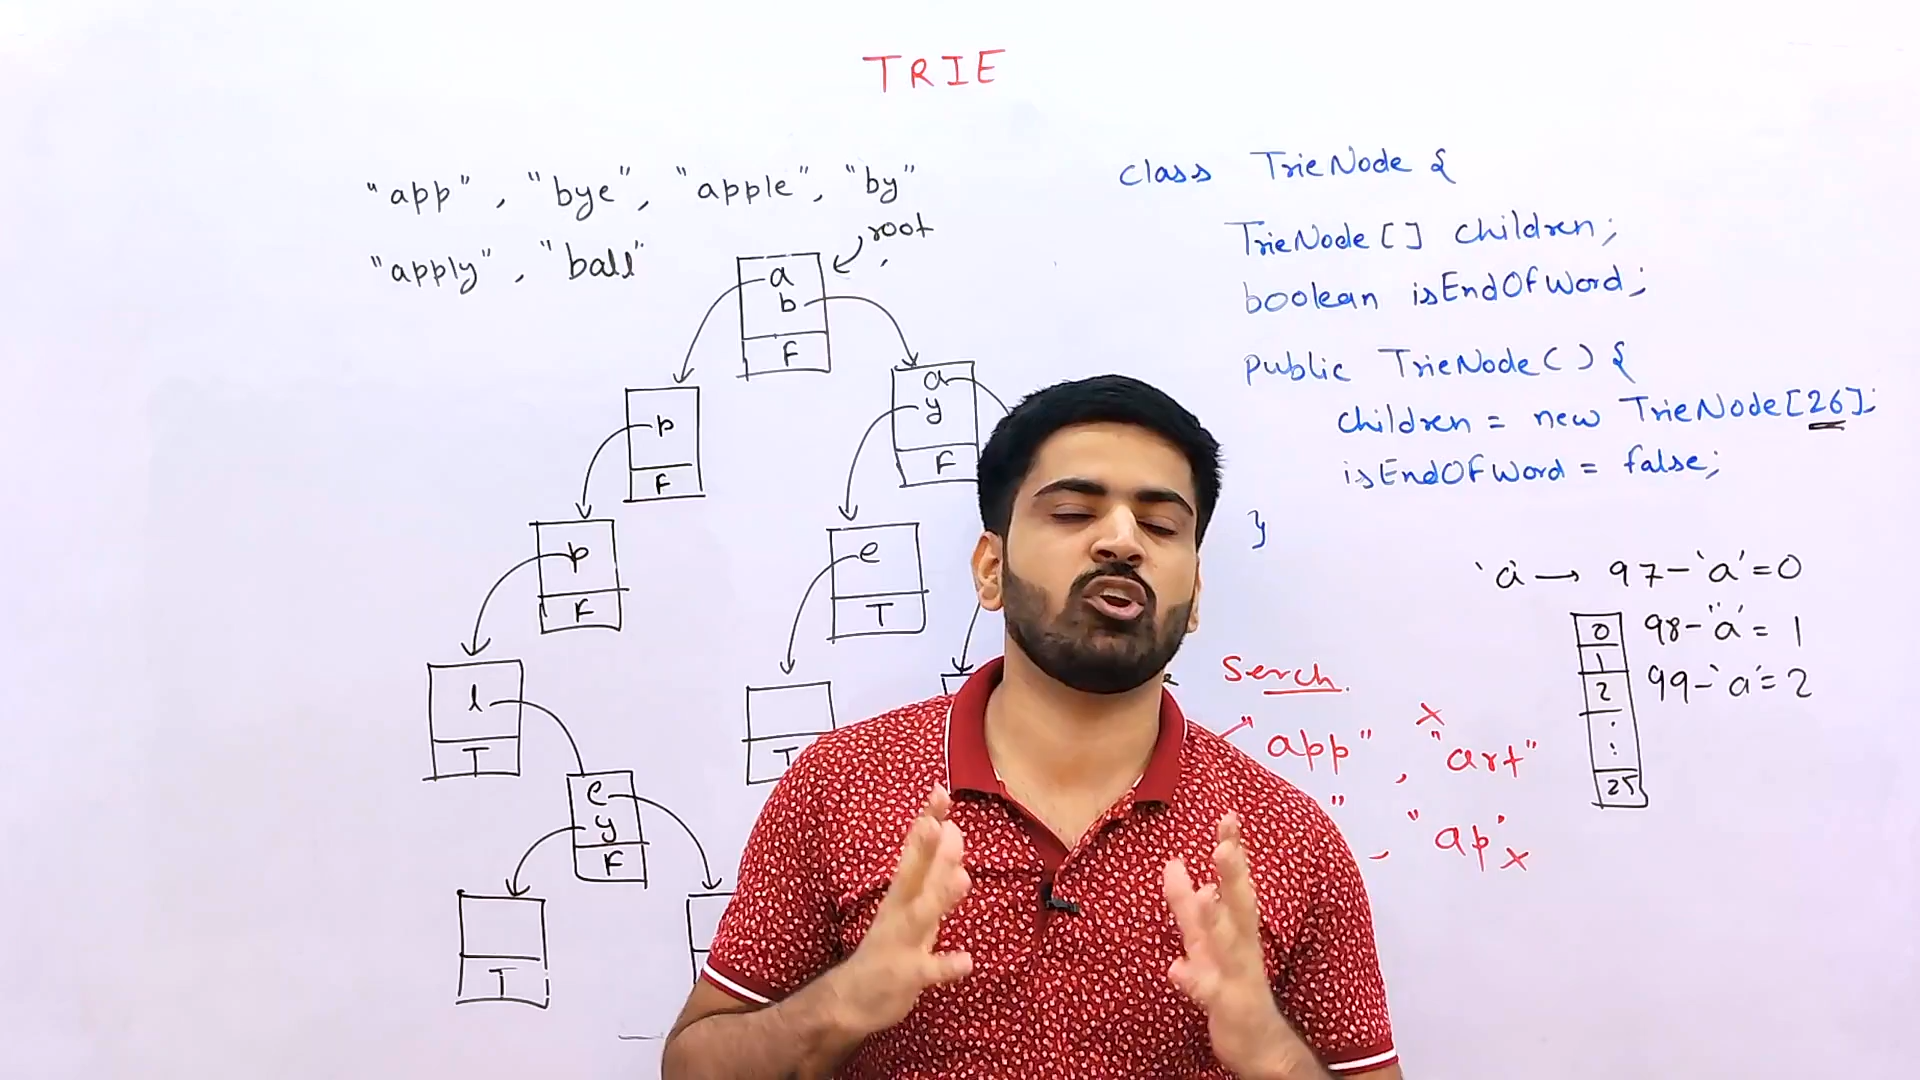 TRIE
"app", "bye", "apple", "by"
"apply", "ball"
root
a
b
F
p
F
p
F
l
T
e
y
F
T
a
y
F
e
T
T
class TrieNode {
TrieNode[] children;
boolean isEndOfWord;
public TrieNode() {
children = new TrieNode[26];
isEndOfWord = false;
}
'a → 97-'a'=0
98-'a'=1
99-'a'=2
0
1
2
:
:
25
Serch
"app", "art" x
", "ap" x